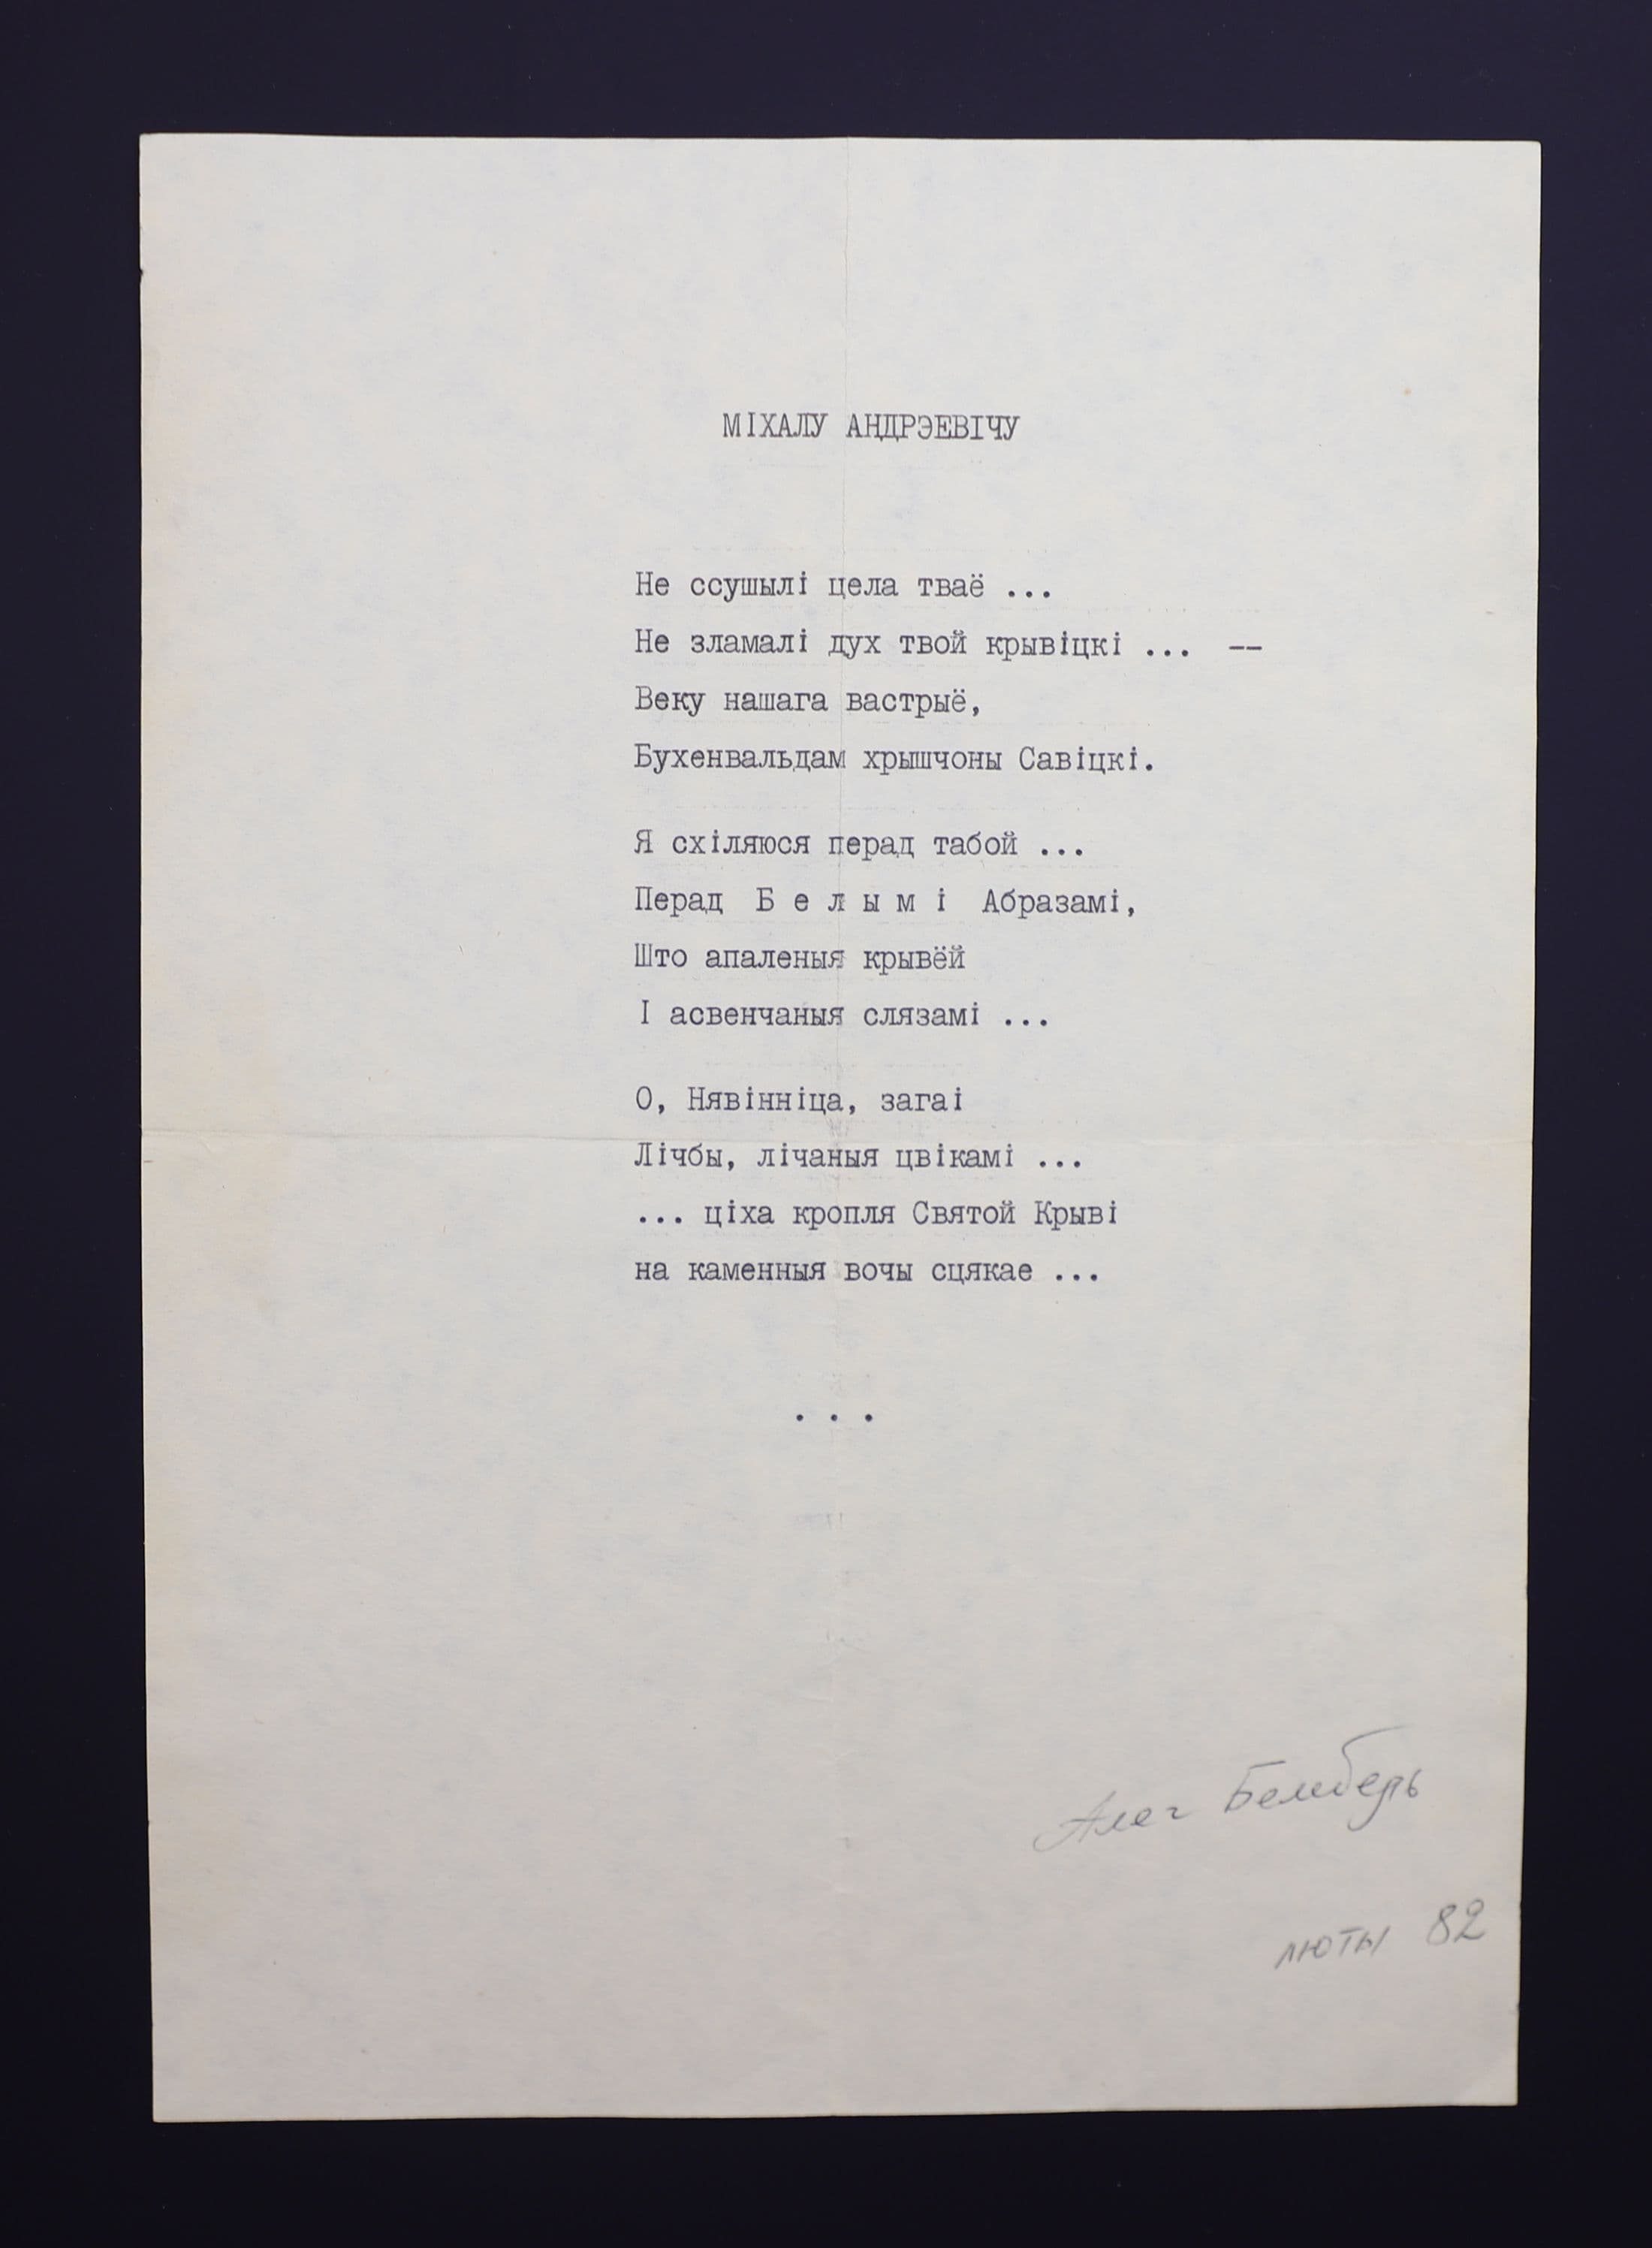 МІХАЛУ АНДРЭЕВІЧУ
Не ссушылі цела тваё ...
Не зламалі дух твой крывіцкі ... --
Веку нашага вастрыё,
Бухенвальдам хрышчоны Савіцкі.
Я схіляюся перад табой ...
Перад Б е л ы м і Абразамі,
Што апаленыя крывёй
І асвенчаныя слязамі ...
О, Нявінніца, загаі
Лічбы, лічаныя цвікамі ...
... ціха кропля Святой Крыві
на каменныя вочы сцякае ...
. . .
Алег Бембель
люты 82